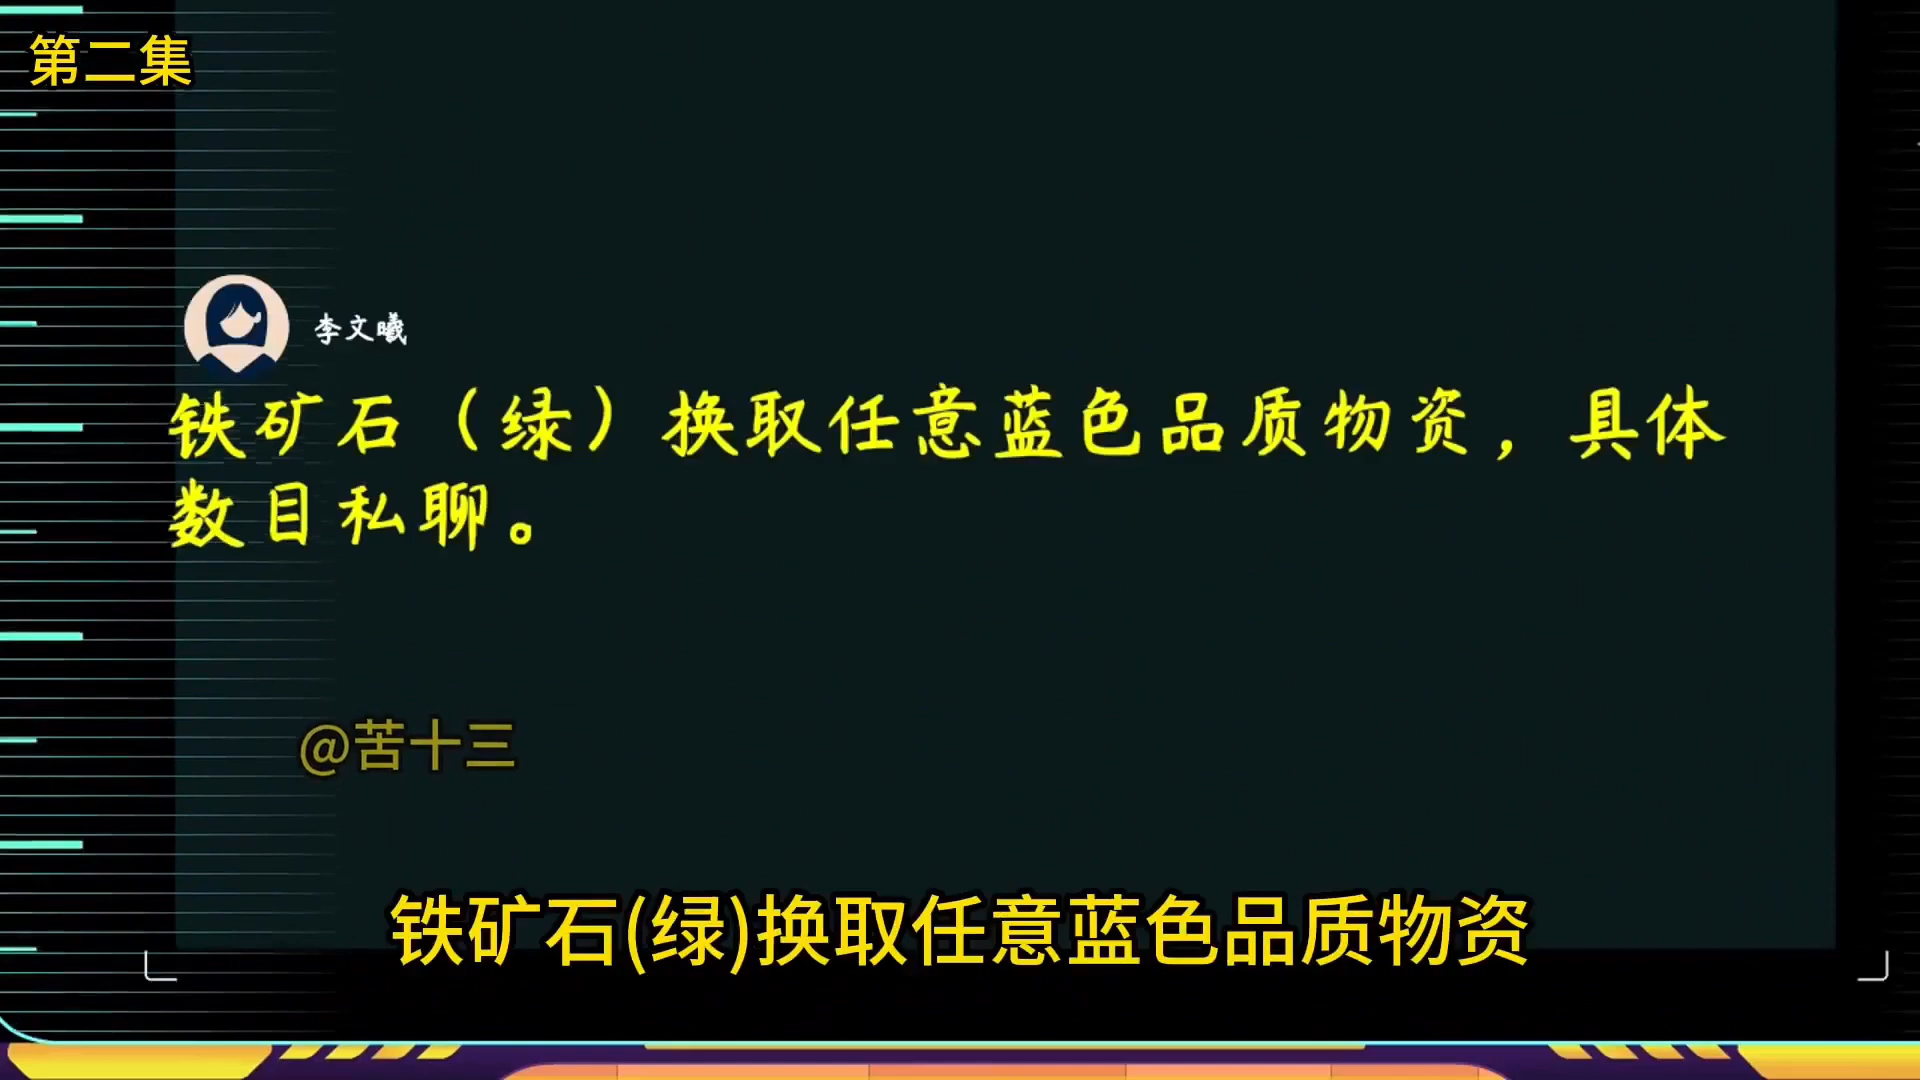 第二集
李文曦
铁矿石（绿）换取任意蓝色品质物资，具体
数目私聊。
@苦十三
铁矿石(绿)换取任意蓝色品质物资